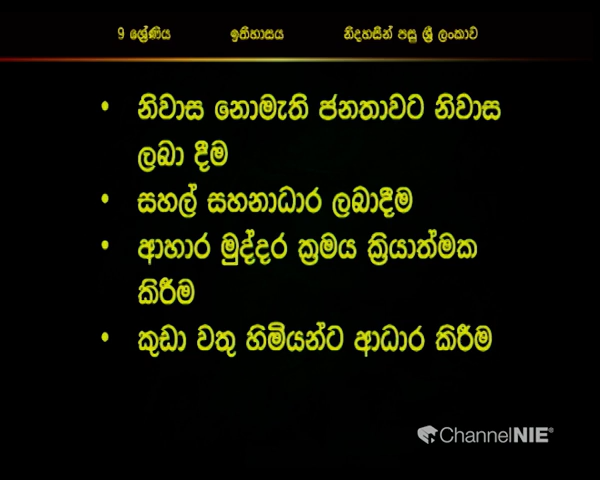 9 ශ්‍රේණිය ඉතිහාසය නිදහසින් පසු ශ්‍රී ලංකාව
• නිවාස නොමැති ජනතාවට නිවාස
ලබා දීම
• සහල් සහනාධාර ලබාදීම
• ආහාර මුද්දර ක්‍රමය ක්‍රියාත්මක
කිරීම
• කුඩා වතු හිමියන්ට ආධාර කිරීම
ChannelNIE®